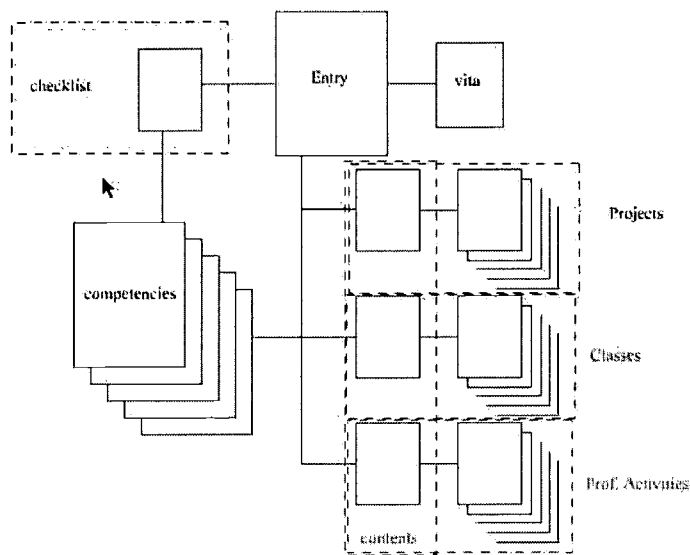 checklist
Entry
vita
Projects
competencies
Classes
Prof. Activities
contents